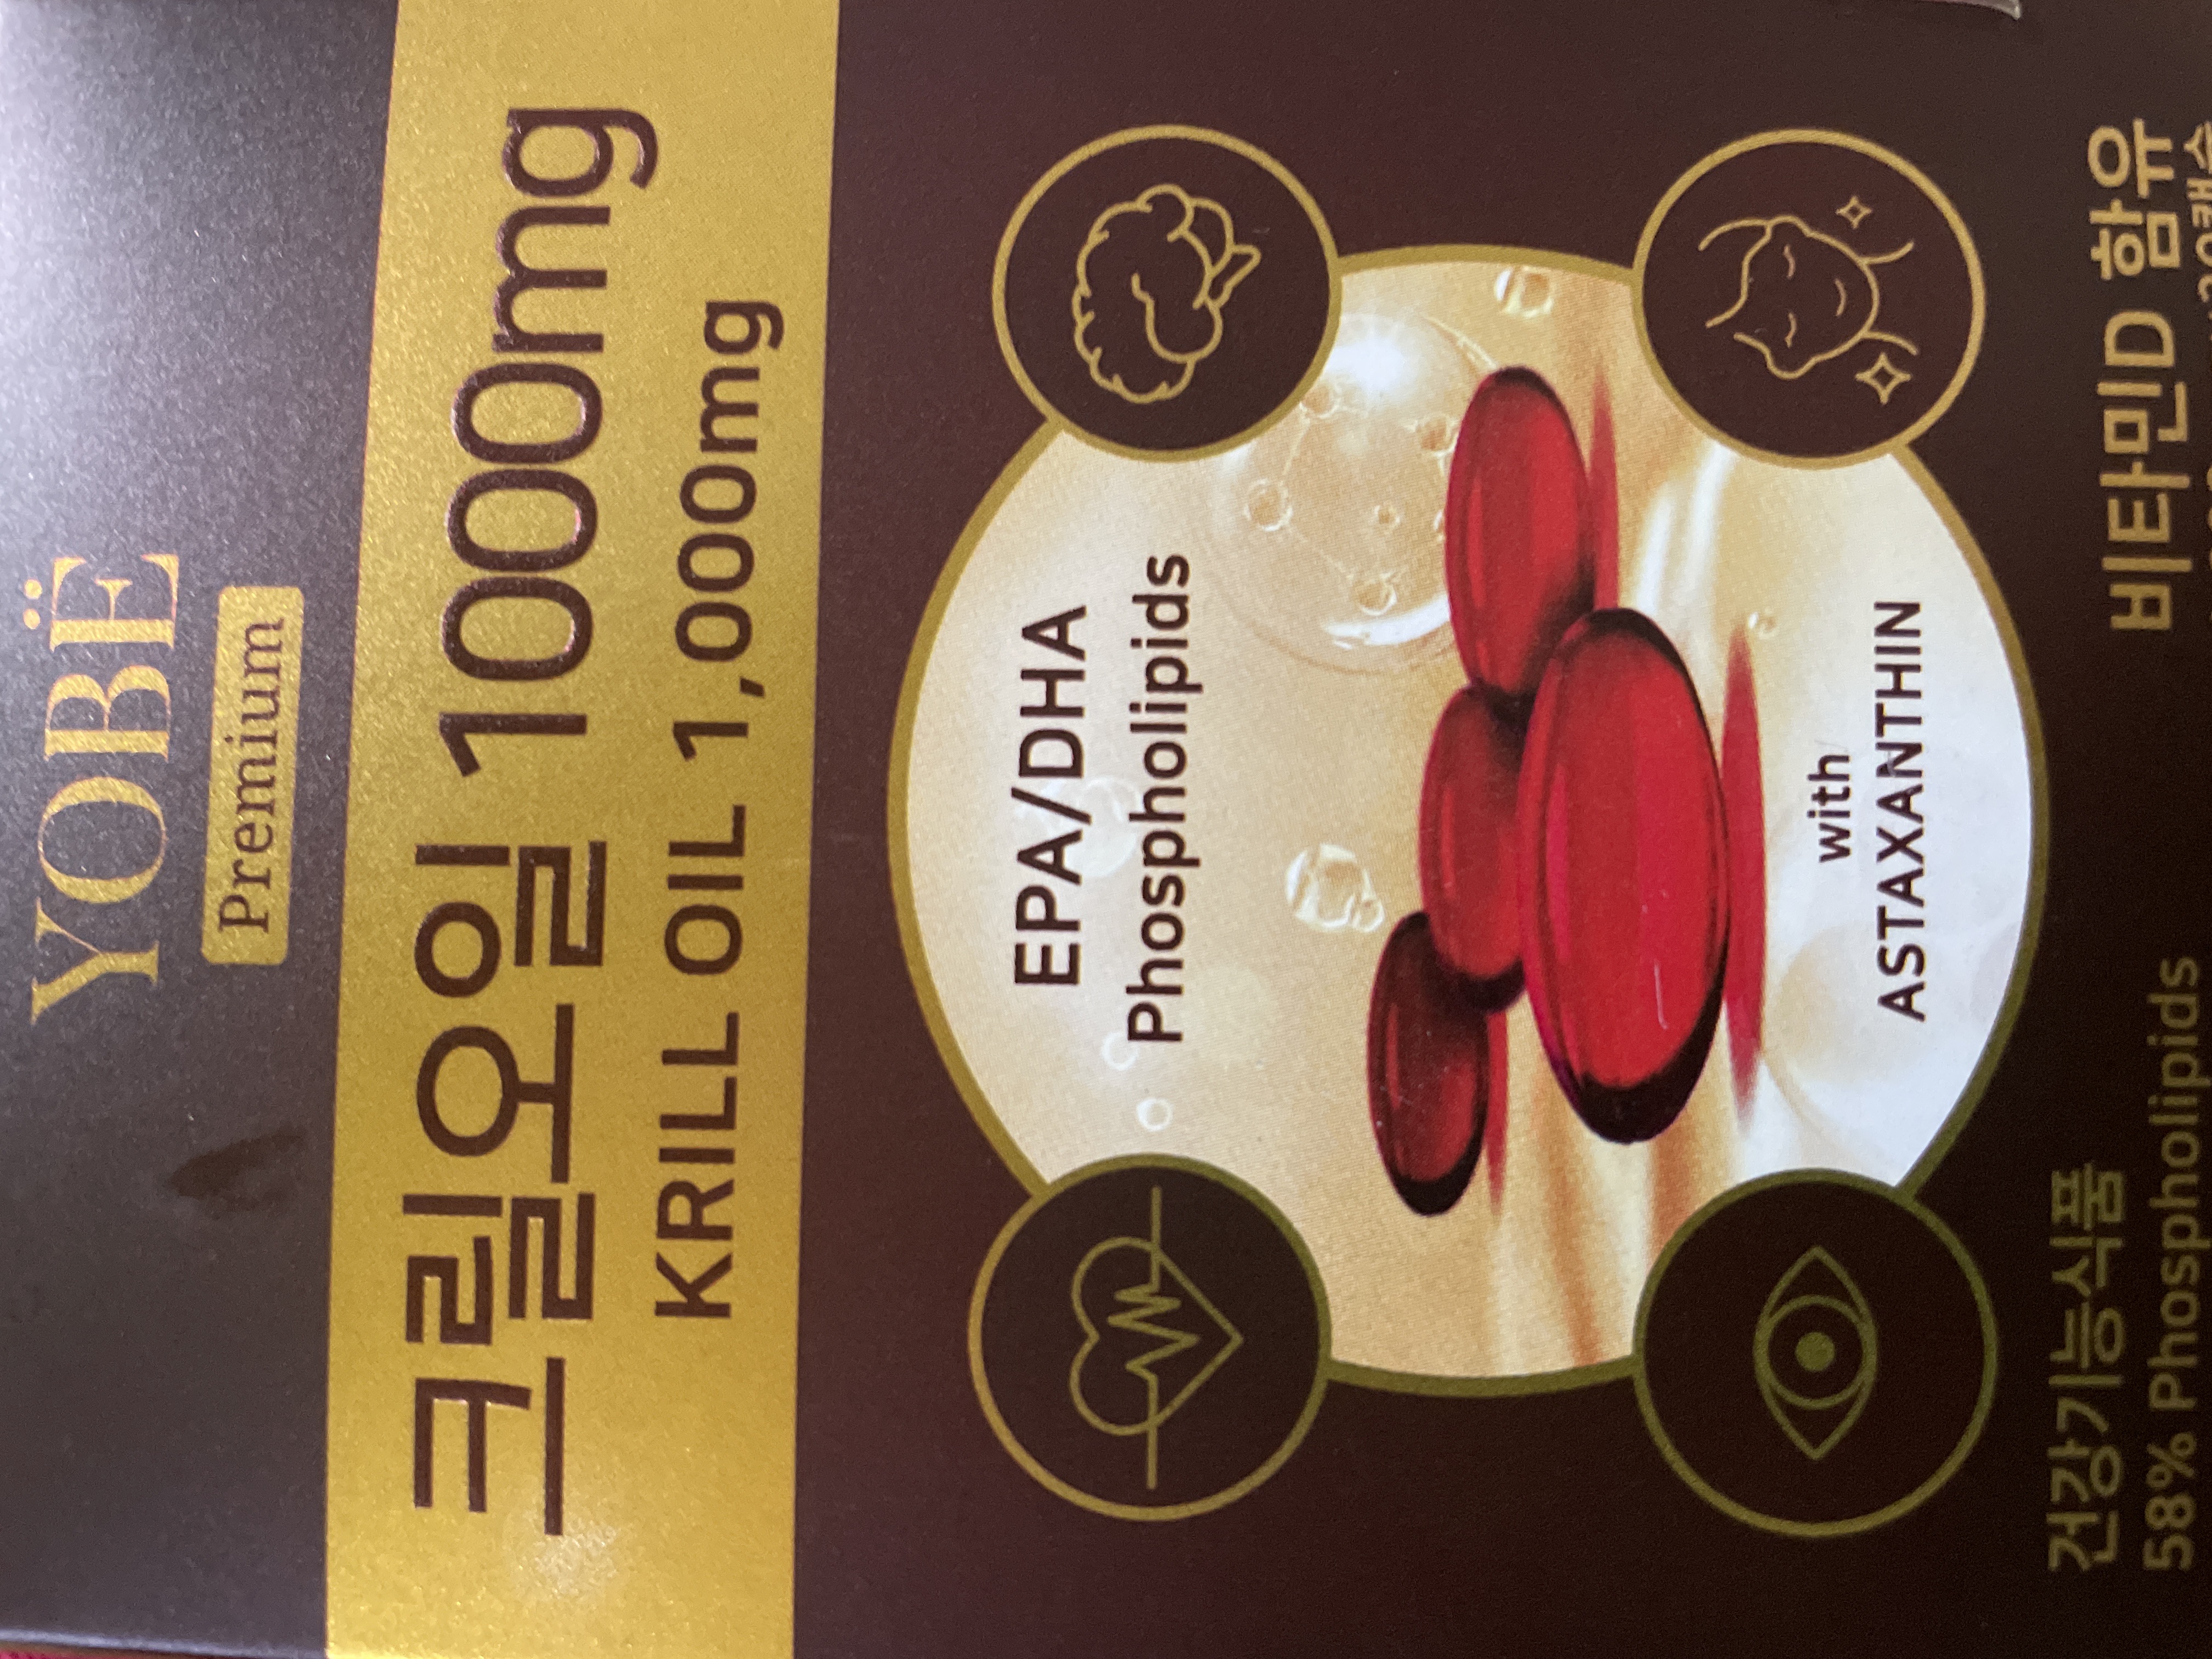 YOBË
Premium
크릴오일 1000mg
KRILL OIL 1,000mg
EPA/DHA
Phospholipids
with
ASTAXANTHIN
건강기능식품
58% Phospholipids
비타민D 함유